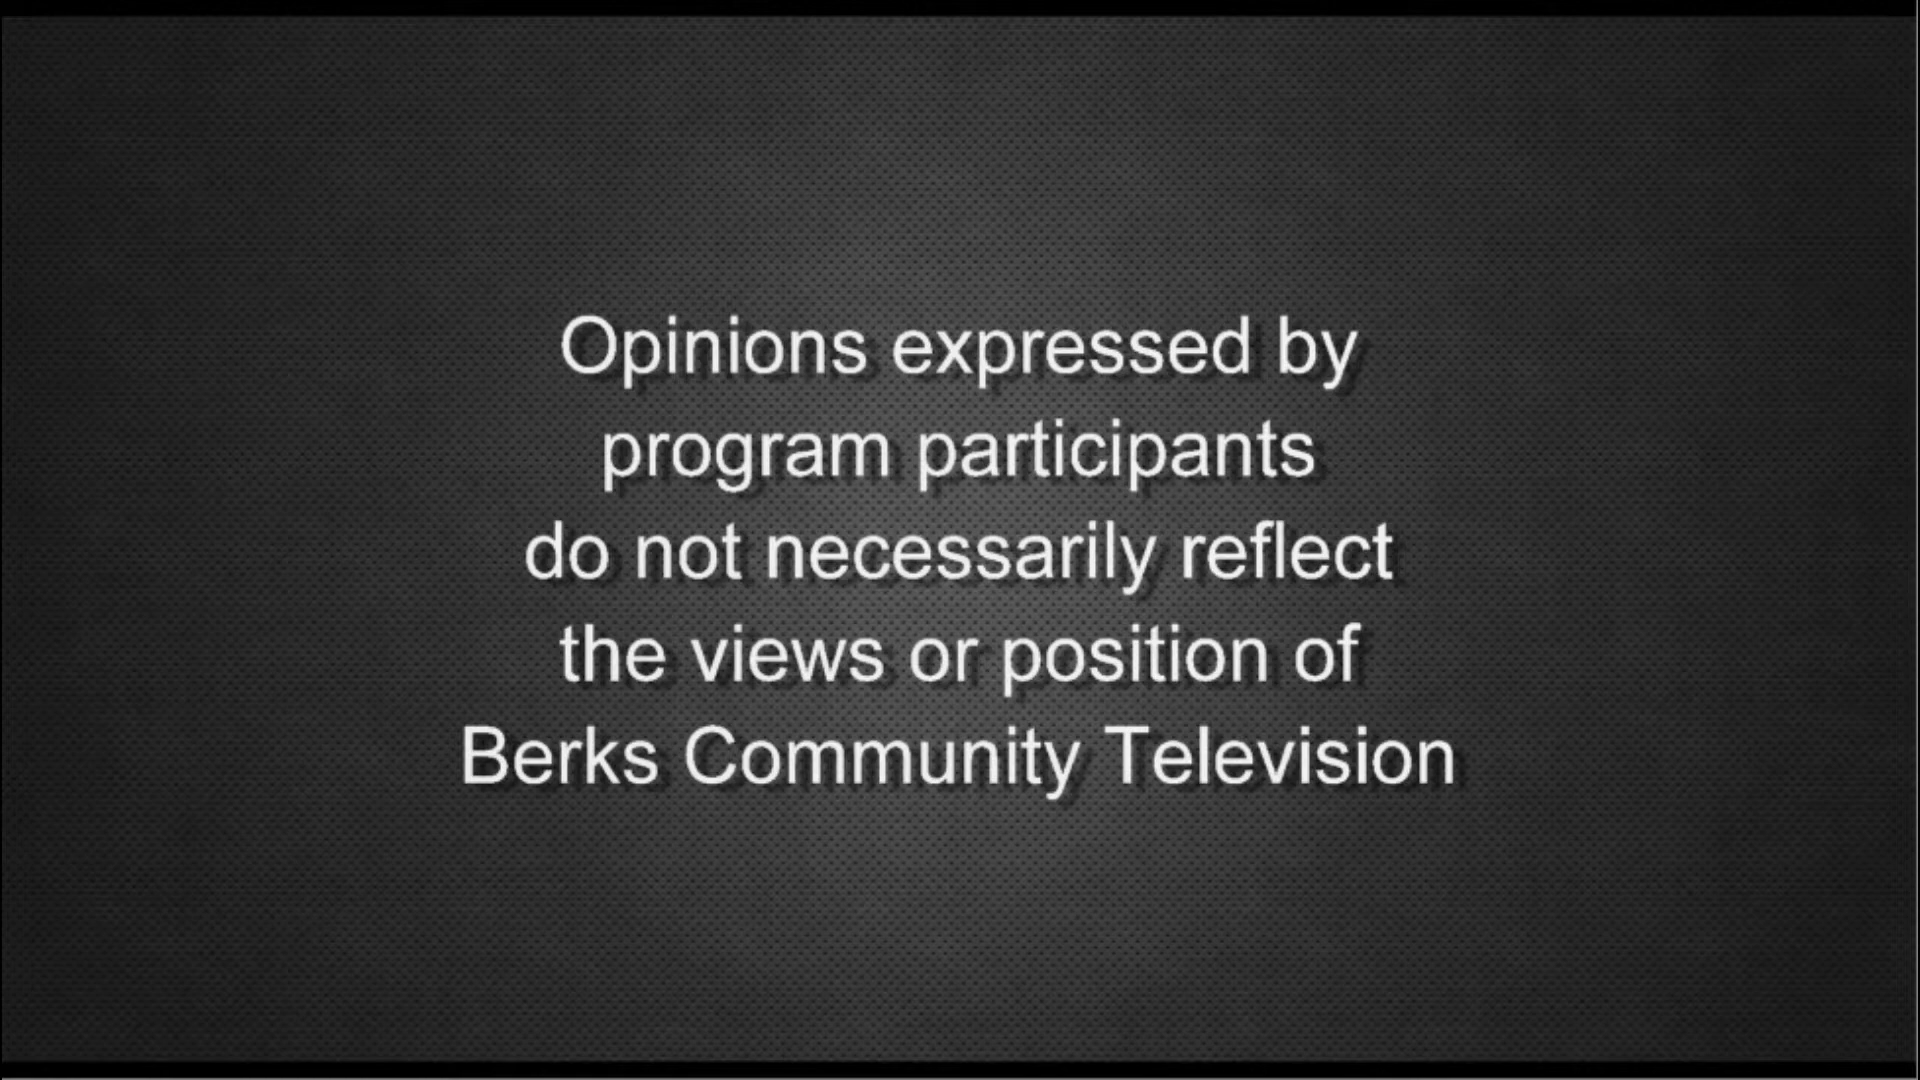 Opinions expressed by
program participants
do not necessarily reflect
the views or position of
Berks Community Television